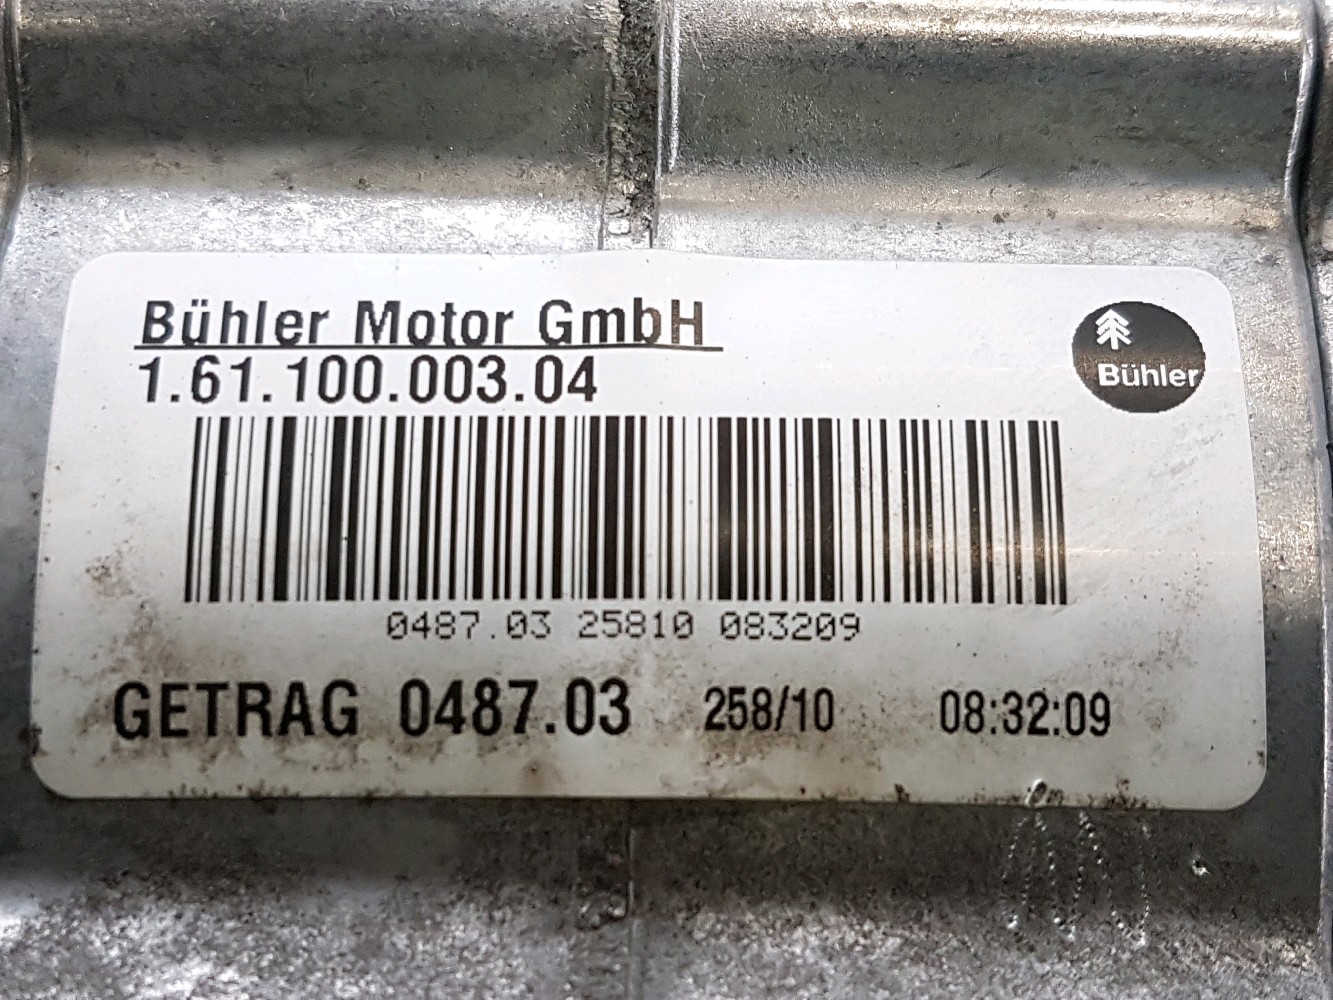 Bühler Motor GmbH
1.61.100.003.04
Bühler
0487.03 25810 083209
GETRAG 0487.03 258/10 08:32:09